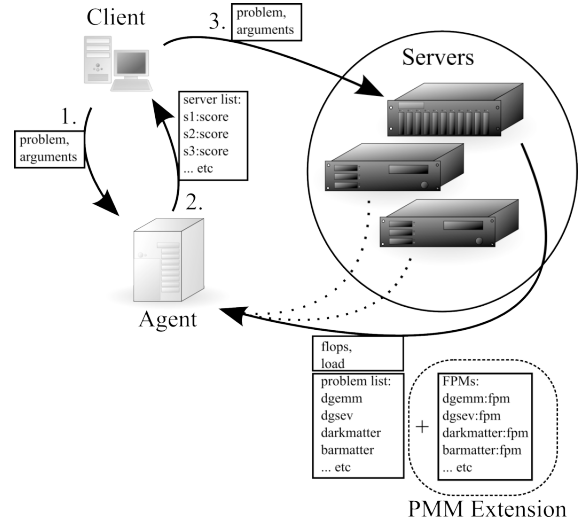 Client
3.
problem,
arguments
Servers
1.
problem,
arguments
server list:
s1:score
s2:score
s3:score
... etc
2.
Agent
flops,
load
problem list:
dgemm
dgsev
darkmatter
barmatter
... etc
+
FPMs:
dgemm:fpm
dgsev:fpm
darkmatter:fpm
barmatter:fpm
... etc
PMM Extension